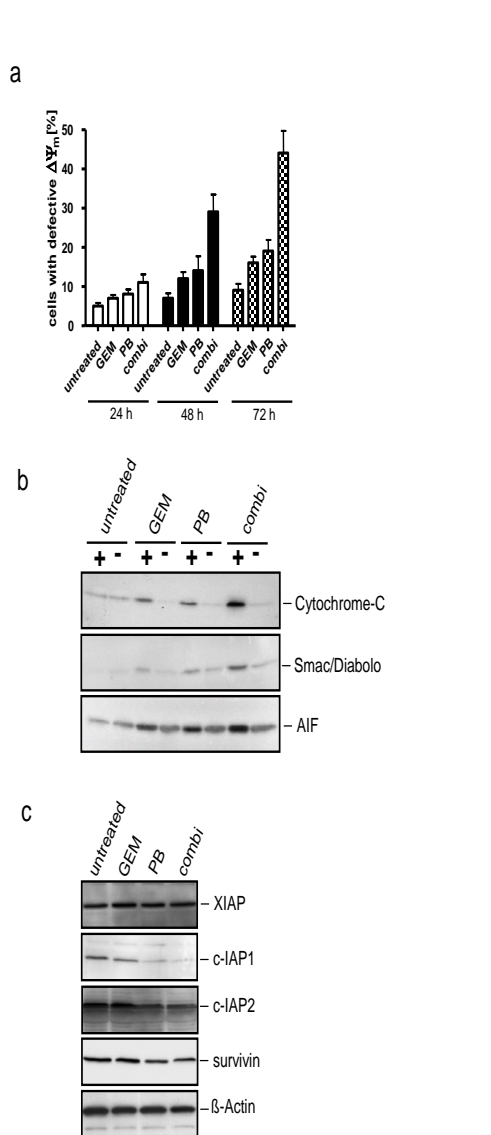 a
cells with defective ΔΨm[%]
50
40
30
20
10
0
untreated GEM PB combi untreated GEM PB combi untreated GEM PB combi
24 h 48 h 72 h
b
untreated GEM PB combi
+ - + - + - + -
Cytochrome-C
Smac/Diabolo
AIF
c
untreated GEM PB combi
XIAP
c-IAP1
c-IAP2
survivin
ß-Actin